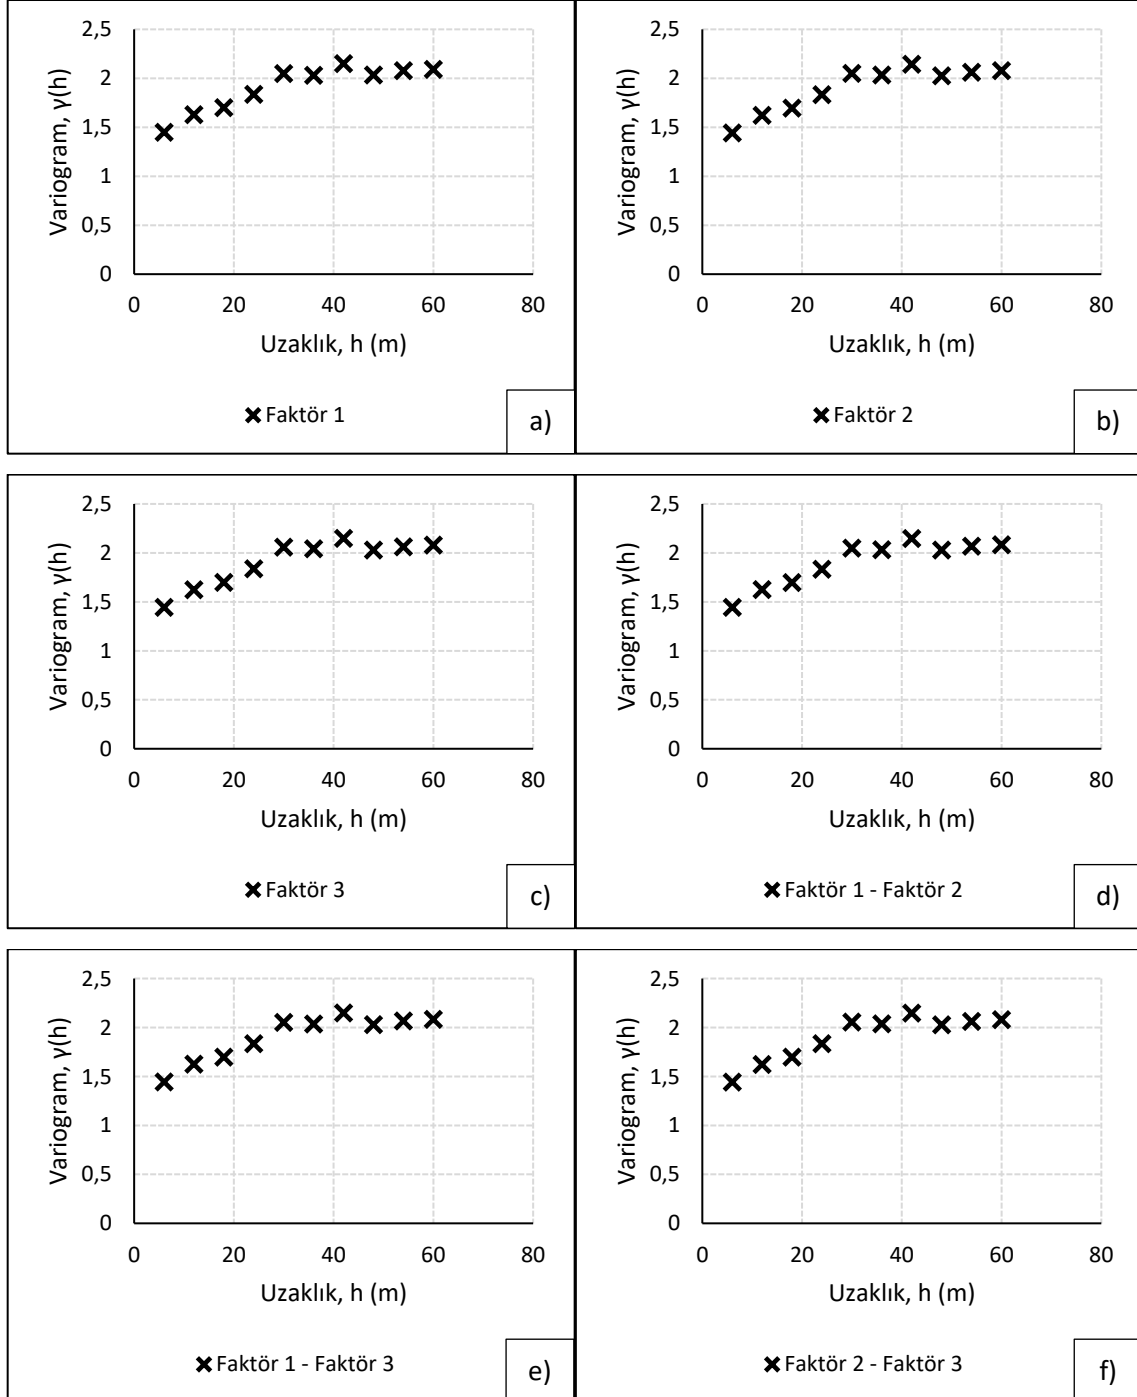 2,5
2
1,5
1
0,5
0
Variogram, γ(h)
0 20 40 60 80
Uzaklık, h (m)
Faktör 1
a)
2,5
2
1,5
1
0,5
0
Variogram, γ(h)
0 20 40 60 80
Uzaklık, h (m)
Faktör 2
b)
2,5
2
1,5
1
0,5
0
Variogram, γ(h)
0 20 40 60 80
Uzaklık, h (m)
Faktör 3
c)
2,5
2
1,5
1
0,5
0
Variogram, γ(h)
0 20 40 60 80
Uzaklık, h (m)
Faktör 1 - Faktör 2
d)
2,5
2
1,5
1
0,5
0
Variogram, γ(h)
0 20 40 60 80
Uzaklık, h (m)
Faktör 1 - Faktör 3
e)
2,5
2
1,5
1
0,5
0
Variogram, γ(h)
0 20 40 60 80
Uzaklık, h (m)
Faktör 2 - Faktör 3
f)